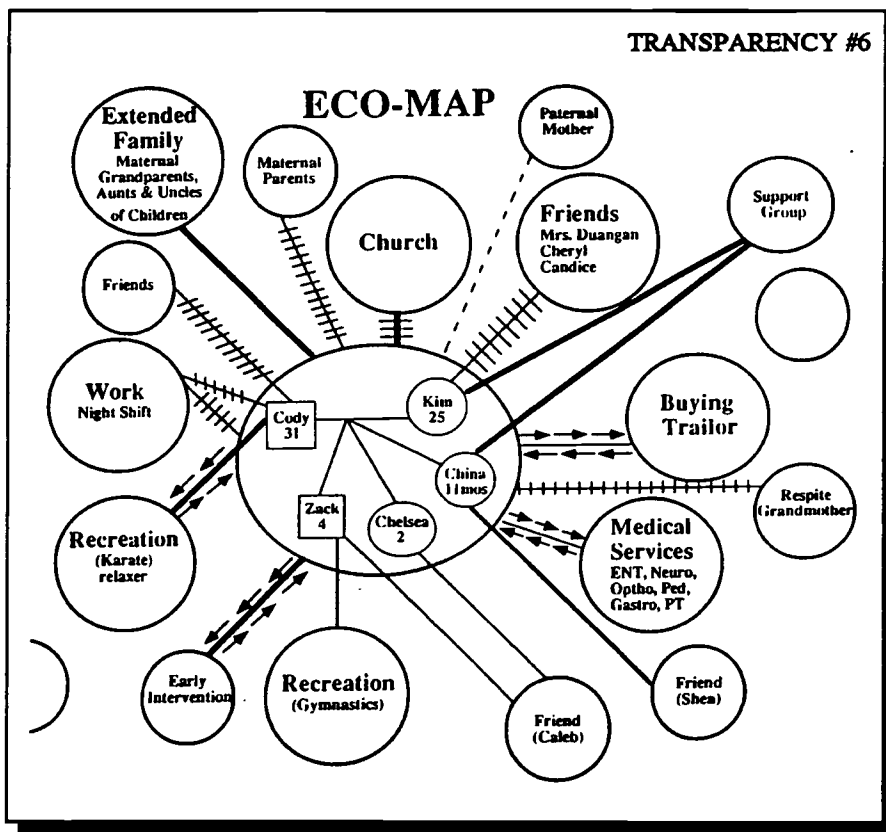 TRANSPARENCY #6
ECO-MAP
Extended
Family
Maternal
Grandparents,
Aunts & Uncles
of Children
Maternal
Parents
Church
Paternal
Mother
Friends
Mrs. Duangan
Cheryl
Candice
Support
Group
Friends
Work
Night Shift
Cody
31
Kim
25
China
11mos
Zack
4
Chelsea
2
Buying
Trailor
Respite
Grandmother
Medical
Services
ENT, Neuro,
Optho, Ped,
Gastro, PT
Recreation
(Karate)
relaxer
Early
Intervention
Recreation
(Gymnastics)
Friend
(Caleb)
Friend
(Shea)